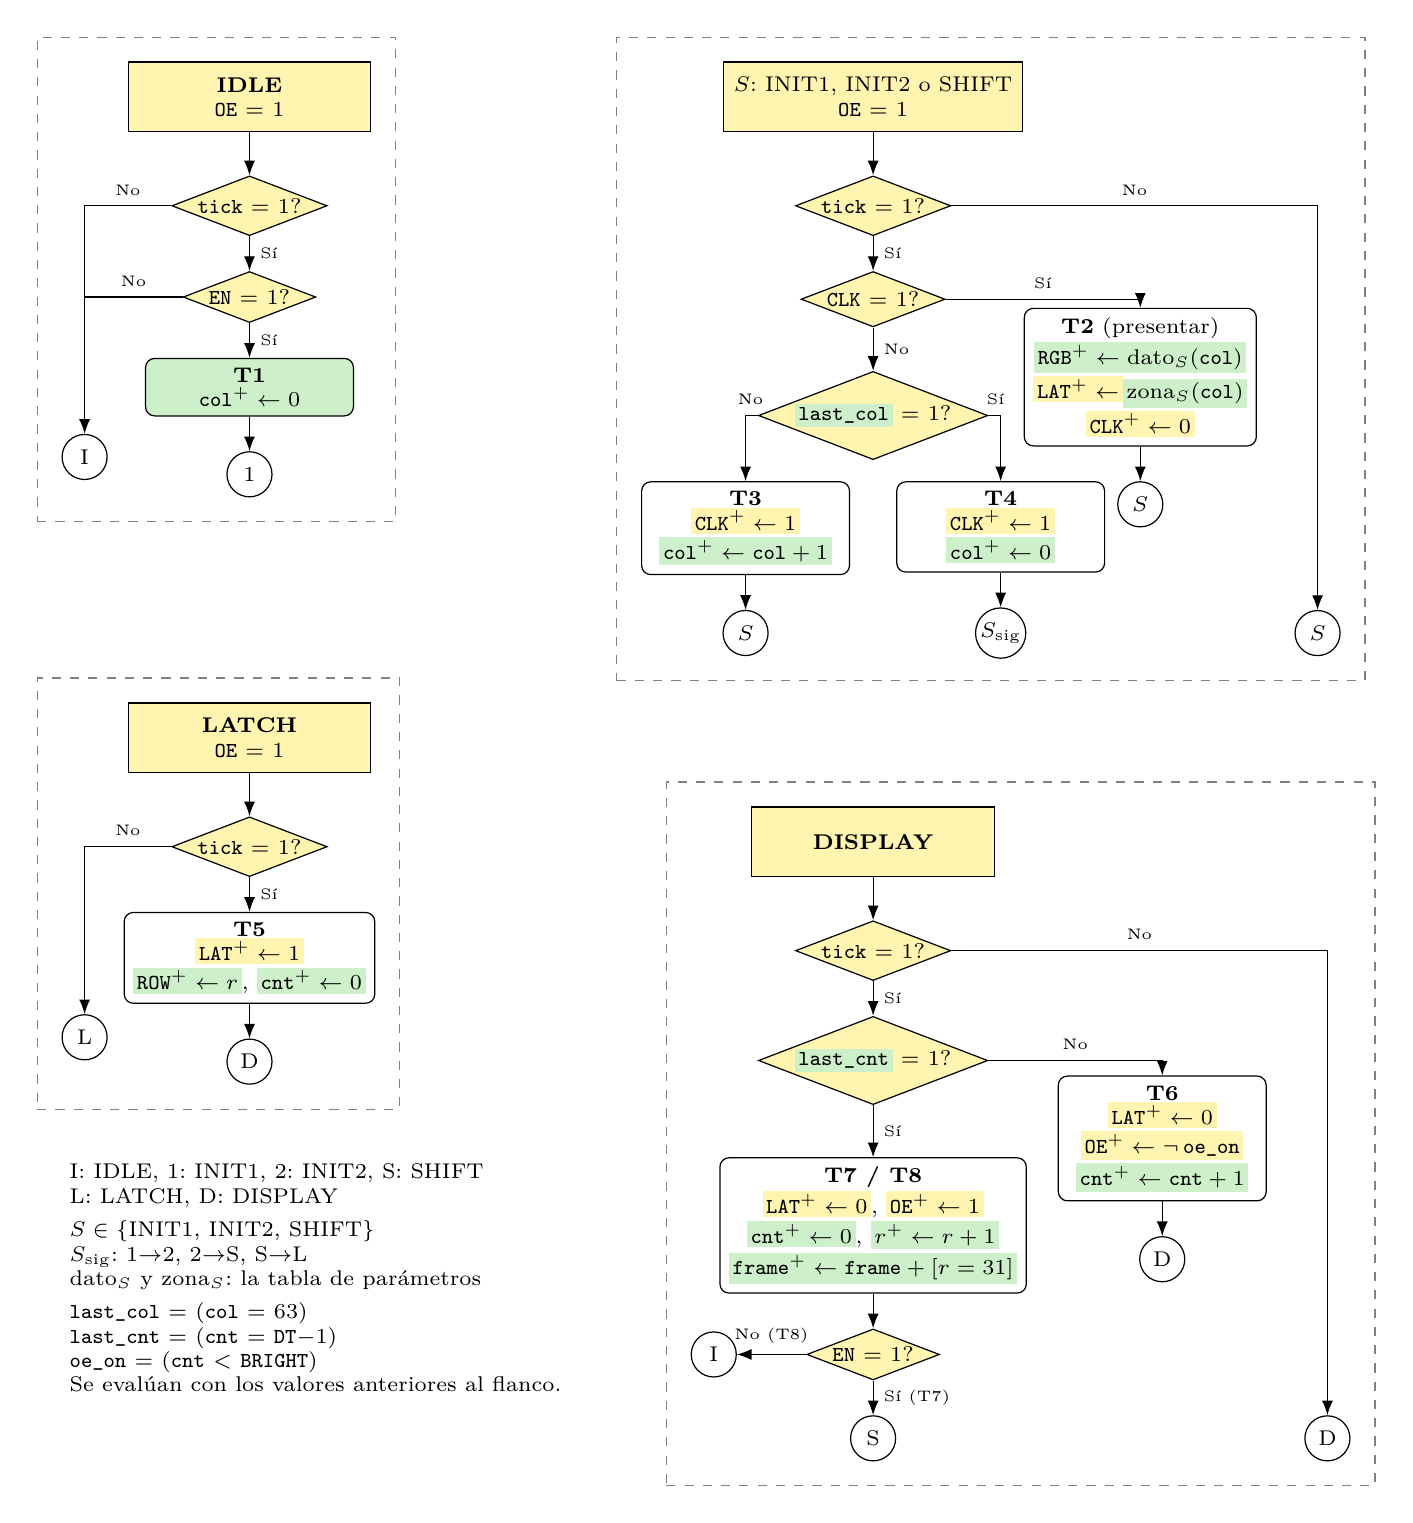 IDLE
OE = 1
No
tick = 1?
Sí
No
EN = 1?
Sí
T1
col⁺ ← 0
I
1
S: INIT1, INIT2 o SHIFT
OE = 1
tick = 1?
No
Sí
CLK = 1?
Sí
No
T2 (presentar)
RGB⁺ ← dato_S(col)
LAT⁺ ← zona_S(col)
CLK⁺ ← 0
S
No
last_col = 1?
Sí
T3
CLK⁺ ← 1
col⁺ ← col + 1
S
T4
CLK⁺ ← 1
col⁺ ← 0
S_sig
S
LATCH
OE = 1
No
tick = 1?
Sí
T5
LAT⁺ ← 1
ROW⁺ ← r, cnt⁺ ← 0
L
D
DISPLAY
tick = 1?
No
Sí
last_cnt = 1?
No
Sí
T6
LAT⁺ ← 0
OE⁺ ← ¬ oe_on
cnt⁺ ← cnt + 1
D
T7 / T8
LAT⁺ ← 0, OE⁺ ← 1
cnt⁺ ← 0, r⁺ ← r + 1
frame⁺ ← frame + [r = 31]
I
No (T8)
EN = 1?
Sí (T7)
S
D
I: IDLE, 1: INIT1, 2: INIT2, S: SHIFT
L: LATCH, D: DISPLAY
S ∈ {INIT1, INIT2, SHIFT}
S_sig: 1→2, 2→S, S→L
dato_S y zona_S: la tabla de parámetros
last_col = (col = 63)
last_cnt = (cnt = DT−1)
oe_on = (cnt < BRIGHT)
Se evalúan con los valores anteriores al flanco.